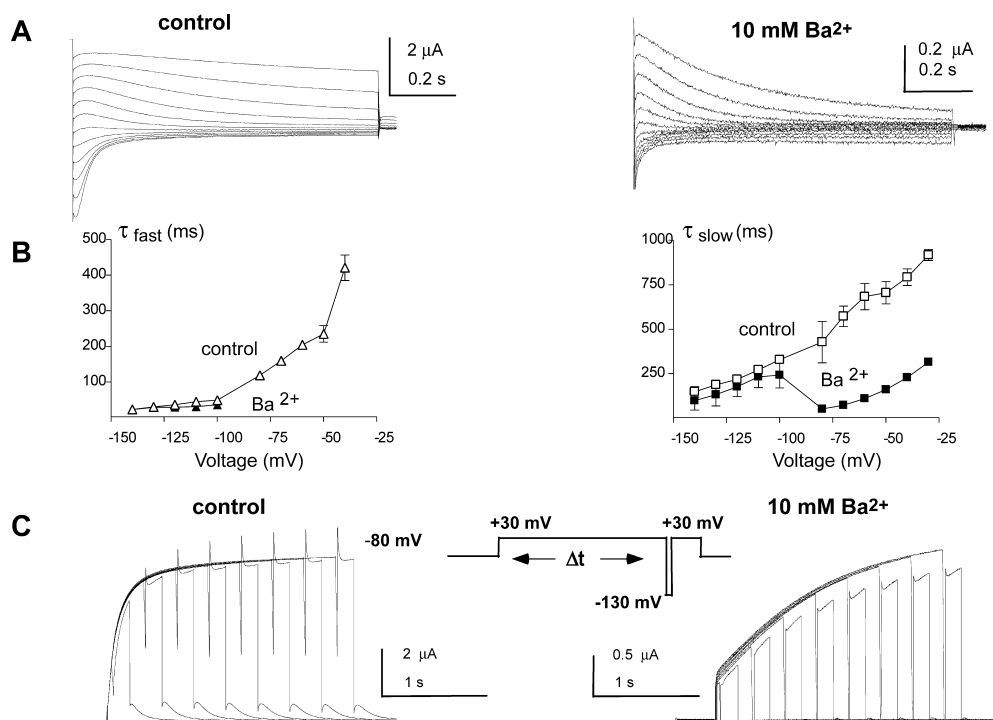 A
control
10 mM Ba2+
2 μA
0.2 s
0.2 μA
0.2 s
B
τ fast (ms)
500
400
300
200
100
control
Ba 2+
-150
-125
-100
-75
-50
-25
Voltage (mV)
τ slow (ms)
1000
750
500
250
control
Ba 2+
-150
-125
-100
-75
-50
-25
Voltage (mV)
C
control
10 mM Ba2+
-80 mV
+30 mV
+30 mV
Δt
-130 mV
2 μA
1 s
0.5 μA
1 s